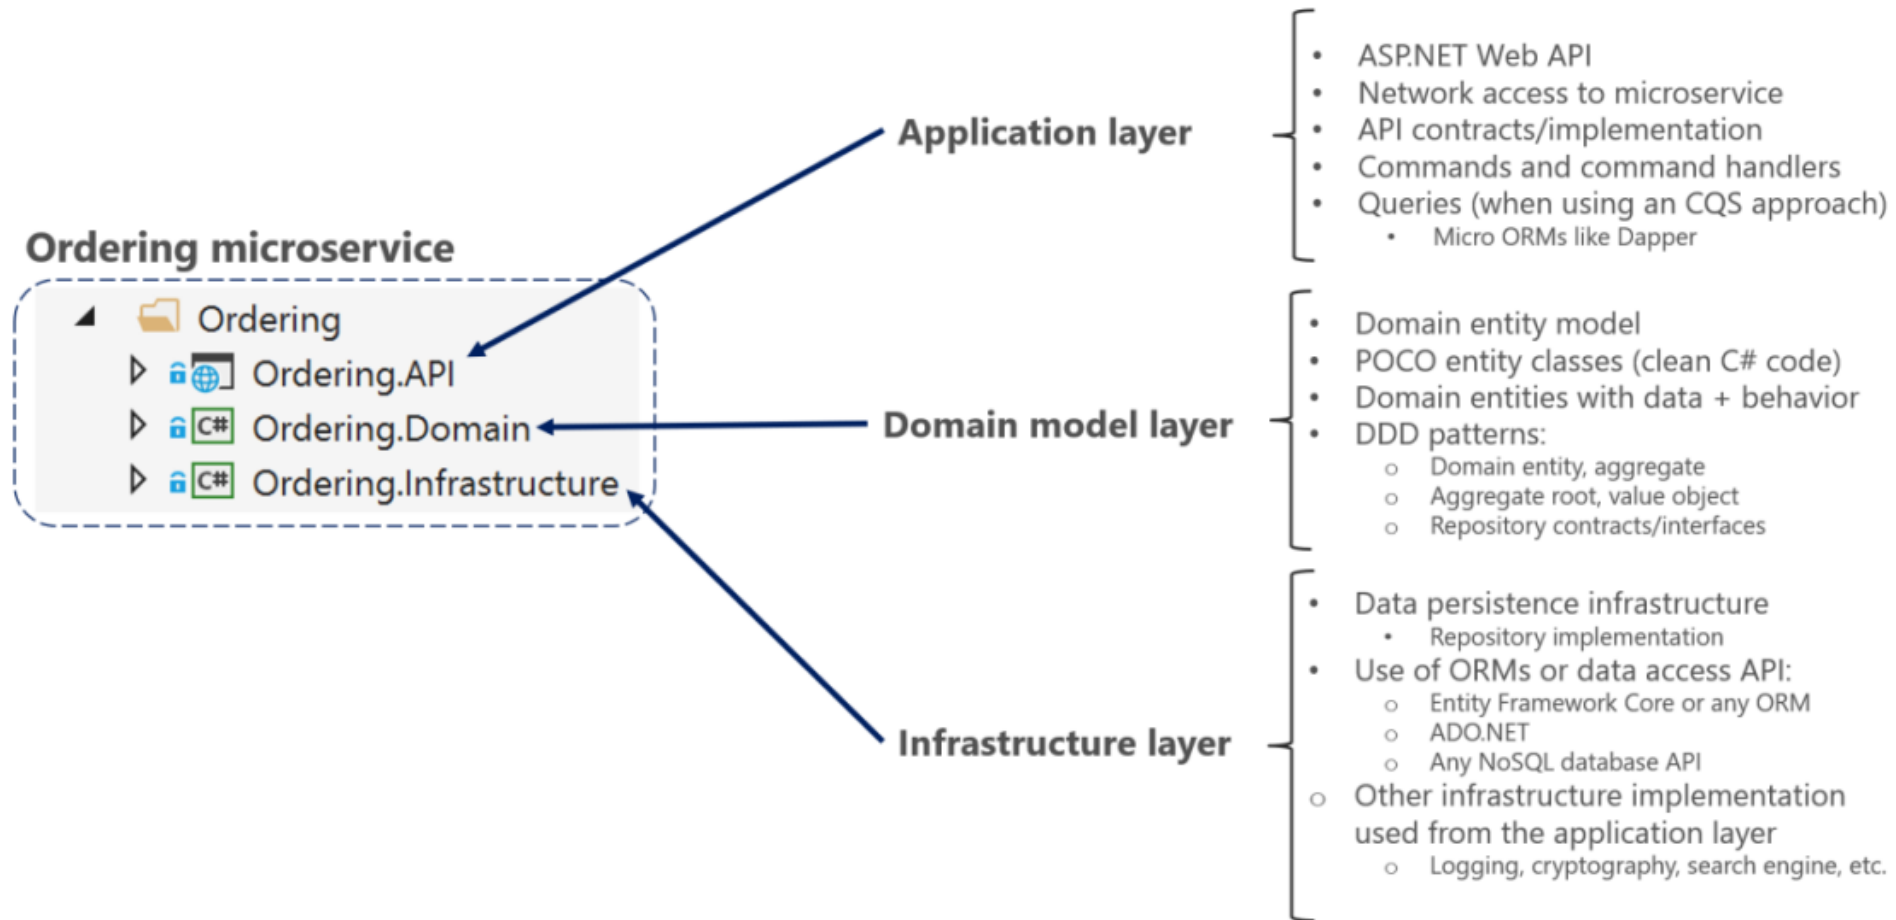 Ordering microservice
Ordering
Ordering.API
C# Ordering.Domain
C# Ordering.Infrastructure
Application layer
• ASP.NET Web API
• Network access to microservice
• API contracts/implementation
• Commands and command handlers
• Queries (when using an CQS approach)
• Micro ORMs like Dapper
Domain model layer
• Domain entity model
• POCO entity classes (clean C# code)
• Domain entities with data + behavior
• DDD patterns:
o Domain entity, aggregate
o Aggregate root, value object
o Repository contracts/interfaces
Infrastructure layer
• Data persistence infrastructure
• Repository implementation
• Use of ORMs or data access API:
o Entity Framework Core or any ORM
o ADO.NET
o Any NoSQL database API
o Other infrastructure implementation
used from the application layer
o Logging, cryptography, search engine, etc.